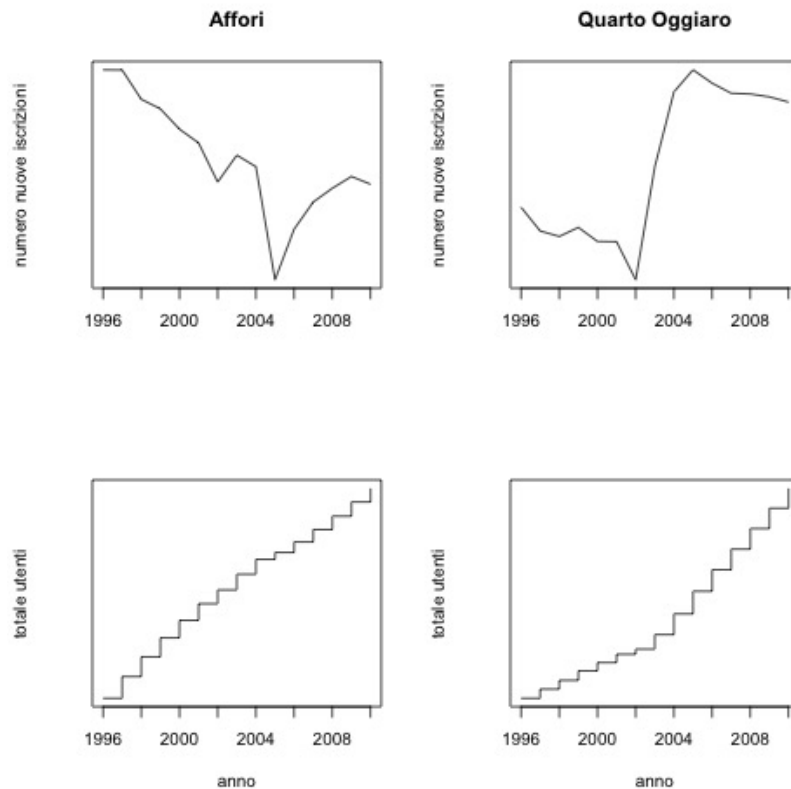 Affori
Quarto Oggiaro
numero nuove iscrizioni
numero nuove iscrizioni
1996 2000 2004 2008
1996 2000 2004 2008
totale utenti
totale utenti
1996 2000 2004 2008
1996 2000 2004 2008
anno
anno